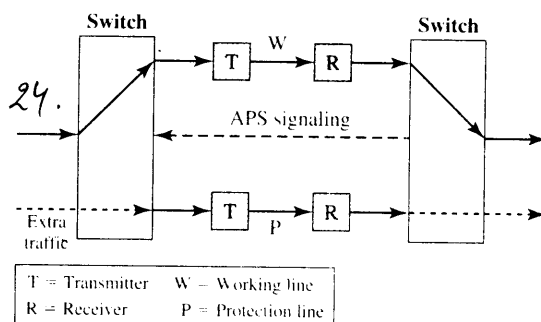 Switch Switch
W
T R
24.
APS signaling
T R
Extra
traffic
P
T = Transmitter W = Working line
R = Receiver P = Protection line